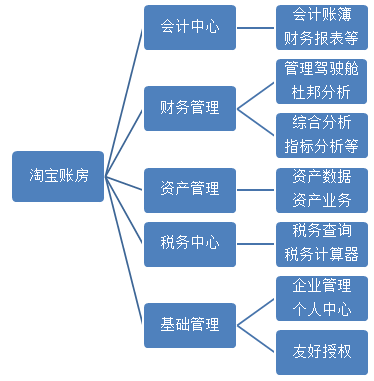 淘宝账房
会计中心
会计账簿
财务报表等
财务管理
管理驾驶舱
杜邦分析
综合分析
指标分析等
资产管理
资产数据
资产业务
税务中心
税务查询
税务计算器
基础管理
企业管理
个人中心
友好授权